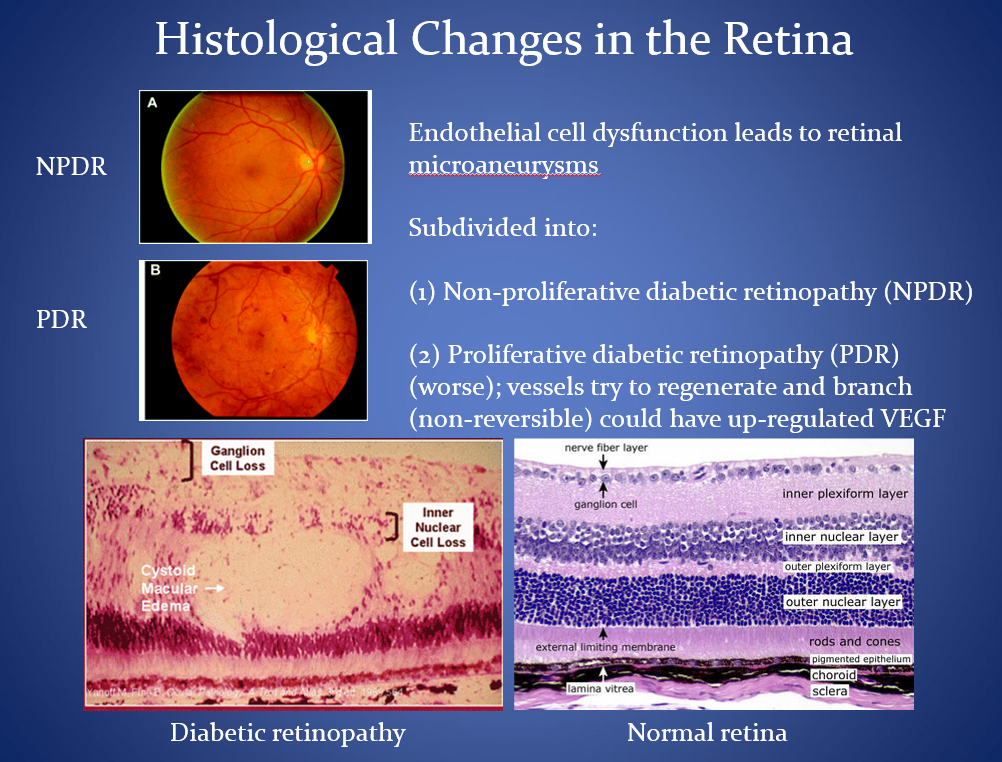 Histological Changes in the Retina
A
NPDR
Endothelial cell dysfunction leads to retinal
microaneurysms
Subdivided into:
(1) Non-proliferative diabetic retinopathy (NPDR)
B
PDR
(2) Proliferative diabetic retinopathy (PDR)
(worse); vessels try to regenerate and branch
(non-reversible) could have up-regulated VEGF
Ganglion
Cell Loss
Inner
Nuclear
Cell Loss
Cystoid
Macular
Edema
Yanoff M, Fine B.
nerve fiber layer
ganglion cell
inner plexiform layer
inner nuclear layer
outer plexiform layer
outer nuclear layer
external limiting membrane
rods and cones
pigmented epithelium
lamina vitrea
choroid
sclera
Diabetic retinopathy
Normal retina